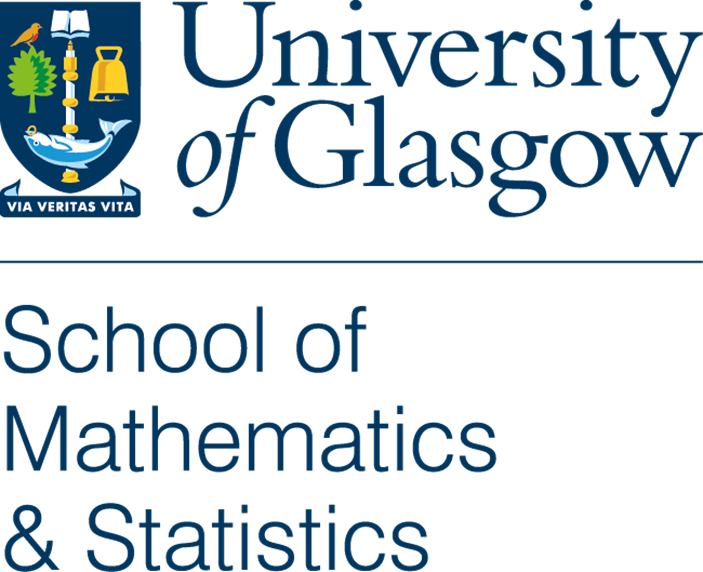 University
of Glasgow
VIA VERITAS VITA
School of
Mathematics
& Statistics